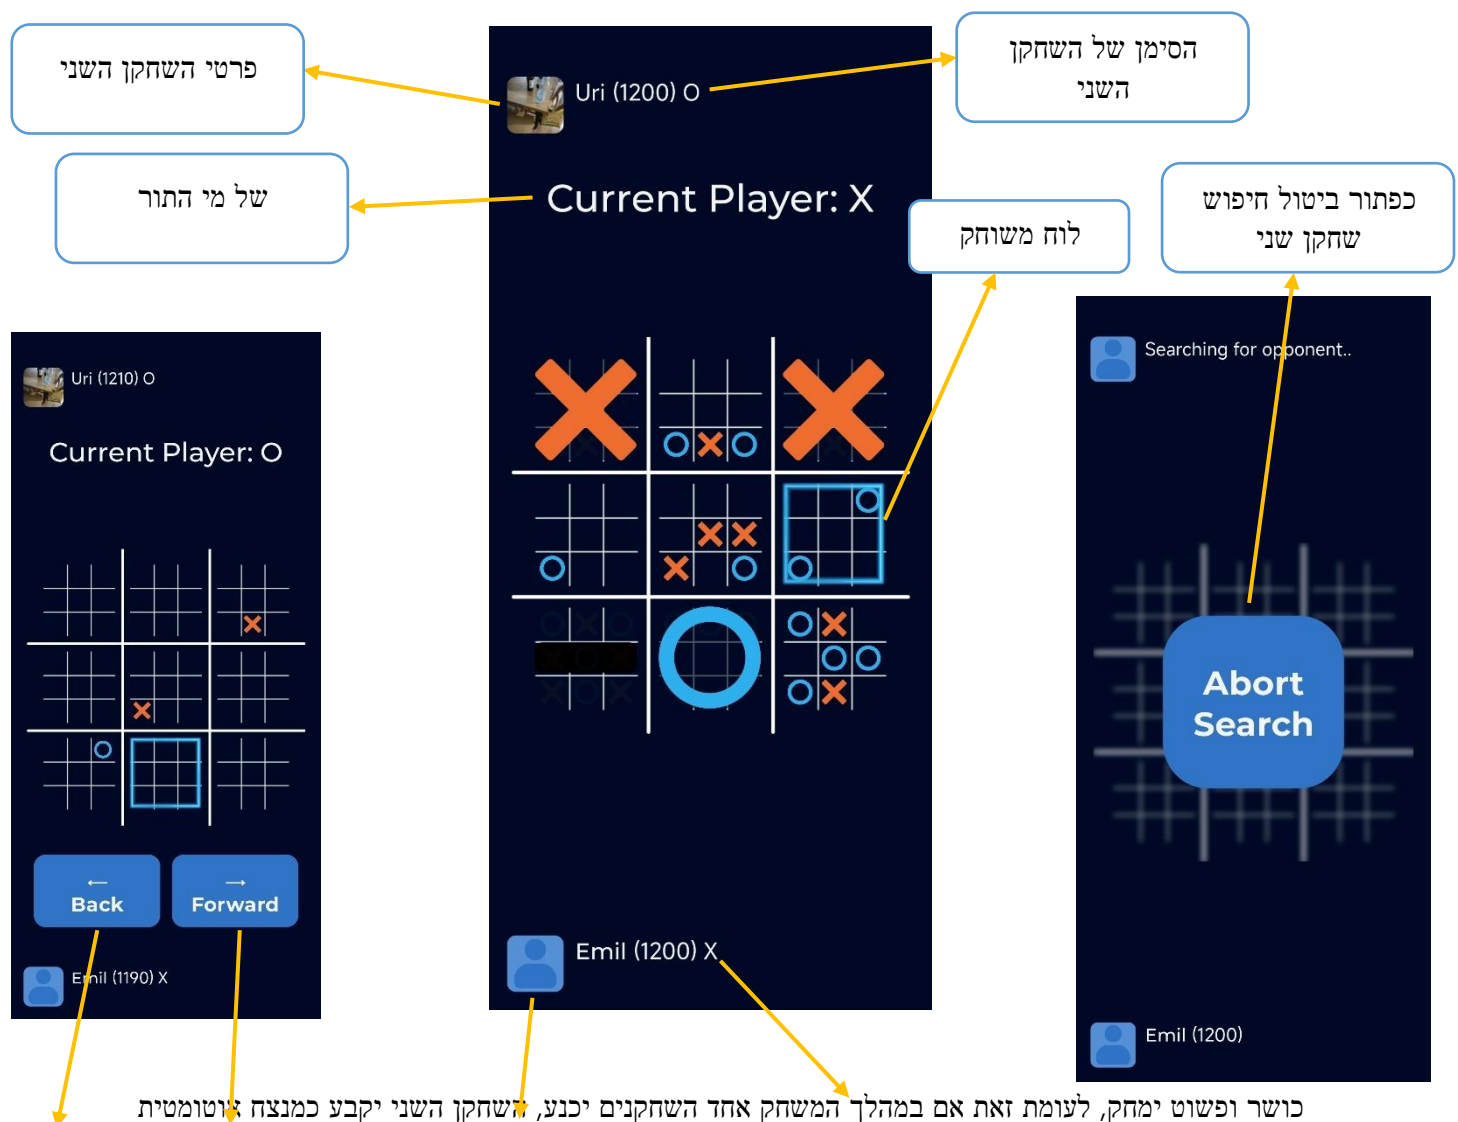 פרטי השחקן השני
הסימן של השחקן
השני
של מי התור
לוח משוחק
כפתור ביטול חיפוש
שחקן שני
Uri (1200) O
Current Player: X
Emil (1200) X
Uri (1210) O
Current Player: O
←
Back
→
Forward
Emil (1190) X
Searching for opponent..
Abort
Search
Emil (1200)
כושר ופשוט ימחק, לעומת זאת אם במהלך המשחק אחד השחקנים יכנע, השחקן השני יקבע כמנצח אוטומטית